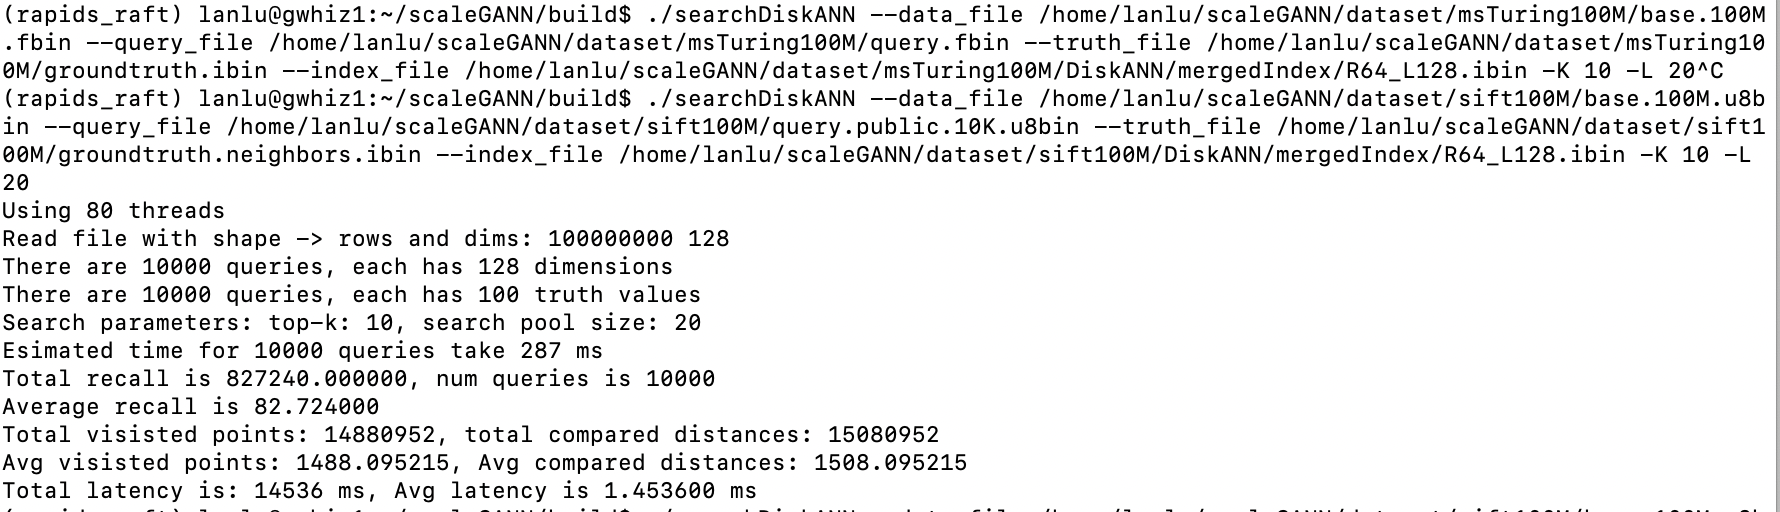 (rapids_raft) lanlu@gwhiz1:~/scaleGANN/build$ ./searchDiskANN --data_file /home/lanlu/scaleGANN/dataset/msTuring100M/base.100M
.fbin --query_file /home/lanlu/scaleGANN/dataset/msTuring100M/query.fbin --truth_file /home/lanlu/scaleGANN/dataset/msTuring10
0M/groundtruth.ibin --index_file /home/lanlu/scaleGANN/dataset/msTuring100M/DiskANN/mergedIndex/R64_L128.ibin -K 10 -L 20^C
(rapids_raft) lanlu@gwhiz1:~/scaleGANN/build$ ./searchDiskANN --data_file /home/lanlu/scaleGANN/dataset/sift100M/base.100M.u8b
in --query_file /home/lanlu/scaleGANN/dataset/sift100M/query.public.10K.u8bin --truth_file /home/lanlu/scaleGANN/dataset/sift1
00M/groundtruth.neighbors.ibin --index_file /home/lanlu/scaleGANN/dataset/sift100M/DiskANN/mergedIndex/R64_L128.ibin -K 10 -L
20
Using 80 threads
Read file with shape -> rows and dims: 100000000 128
There are 10000 queries, each has 128 dimensions
There are 10000 queries, each has 100 truth values
Search parameters: top-k: 10, search pool size: 20
Esimated time for 10000 queries take 287 ms
Total recall is 827240.000000, num queries is 10000
Average recall is 82.724000
Total visisted points: 14880952, total compared distances: 15080952
Avg visisted points: 1488.095215, Avg compared distances: 1508.095215
Total latency is: 14536 ms, Avg latency is 1.453600 ms